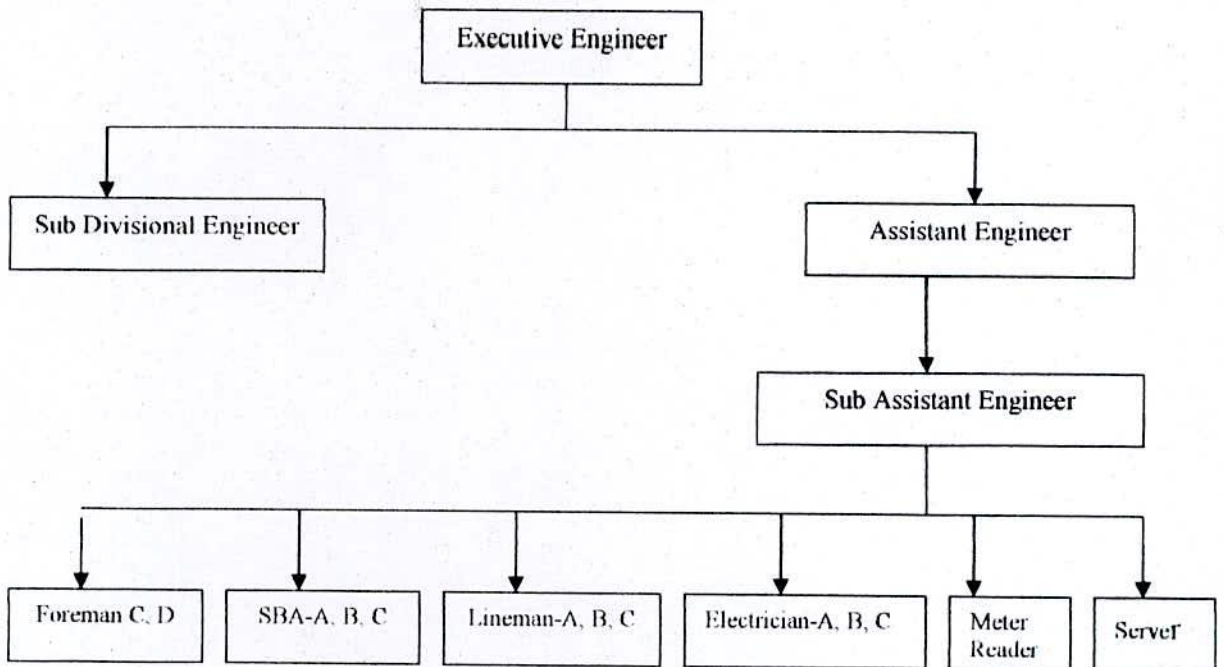 Executive Engineer
Sub Divisional Engineer
Assistant Engineer
Sub Assistant Engineer
Foreman C, D
SBA-A, B, C
Lineman-A, B, C
Electrician-A, B, C
Meter
Reader
Server